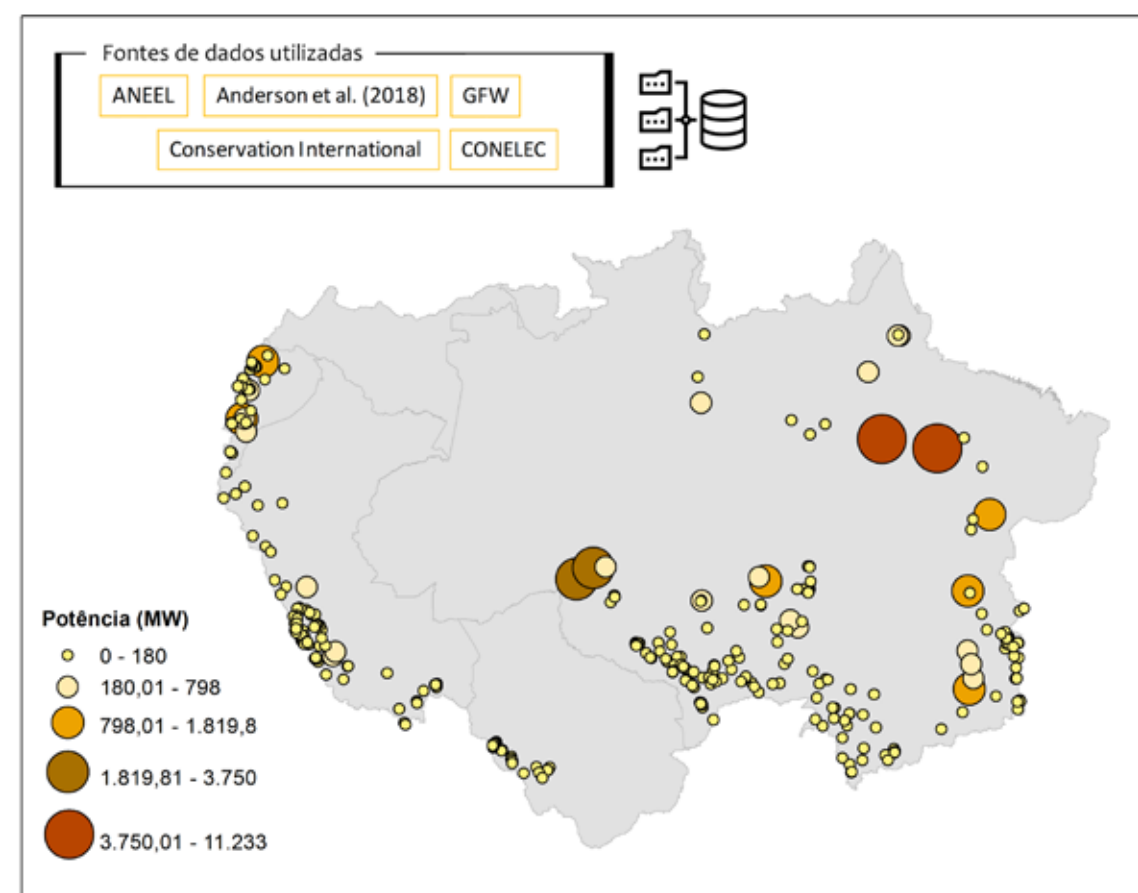 Fontes de dados utilizadas
ANEEL Anderson et al. (2018) GFW
Conservation International CONELEC
Potência (MW)
0 - 180
180,01 - 798
798,01 - 1.819,8
1.819,81 - 3.750
3.750,01 - 11.233